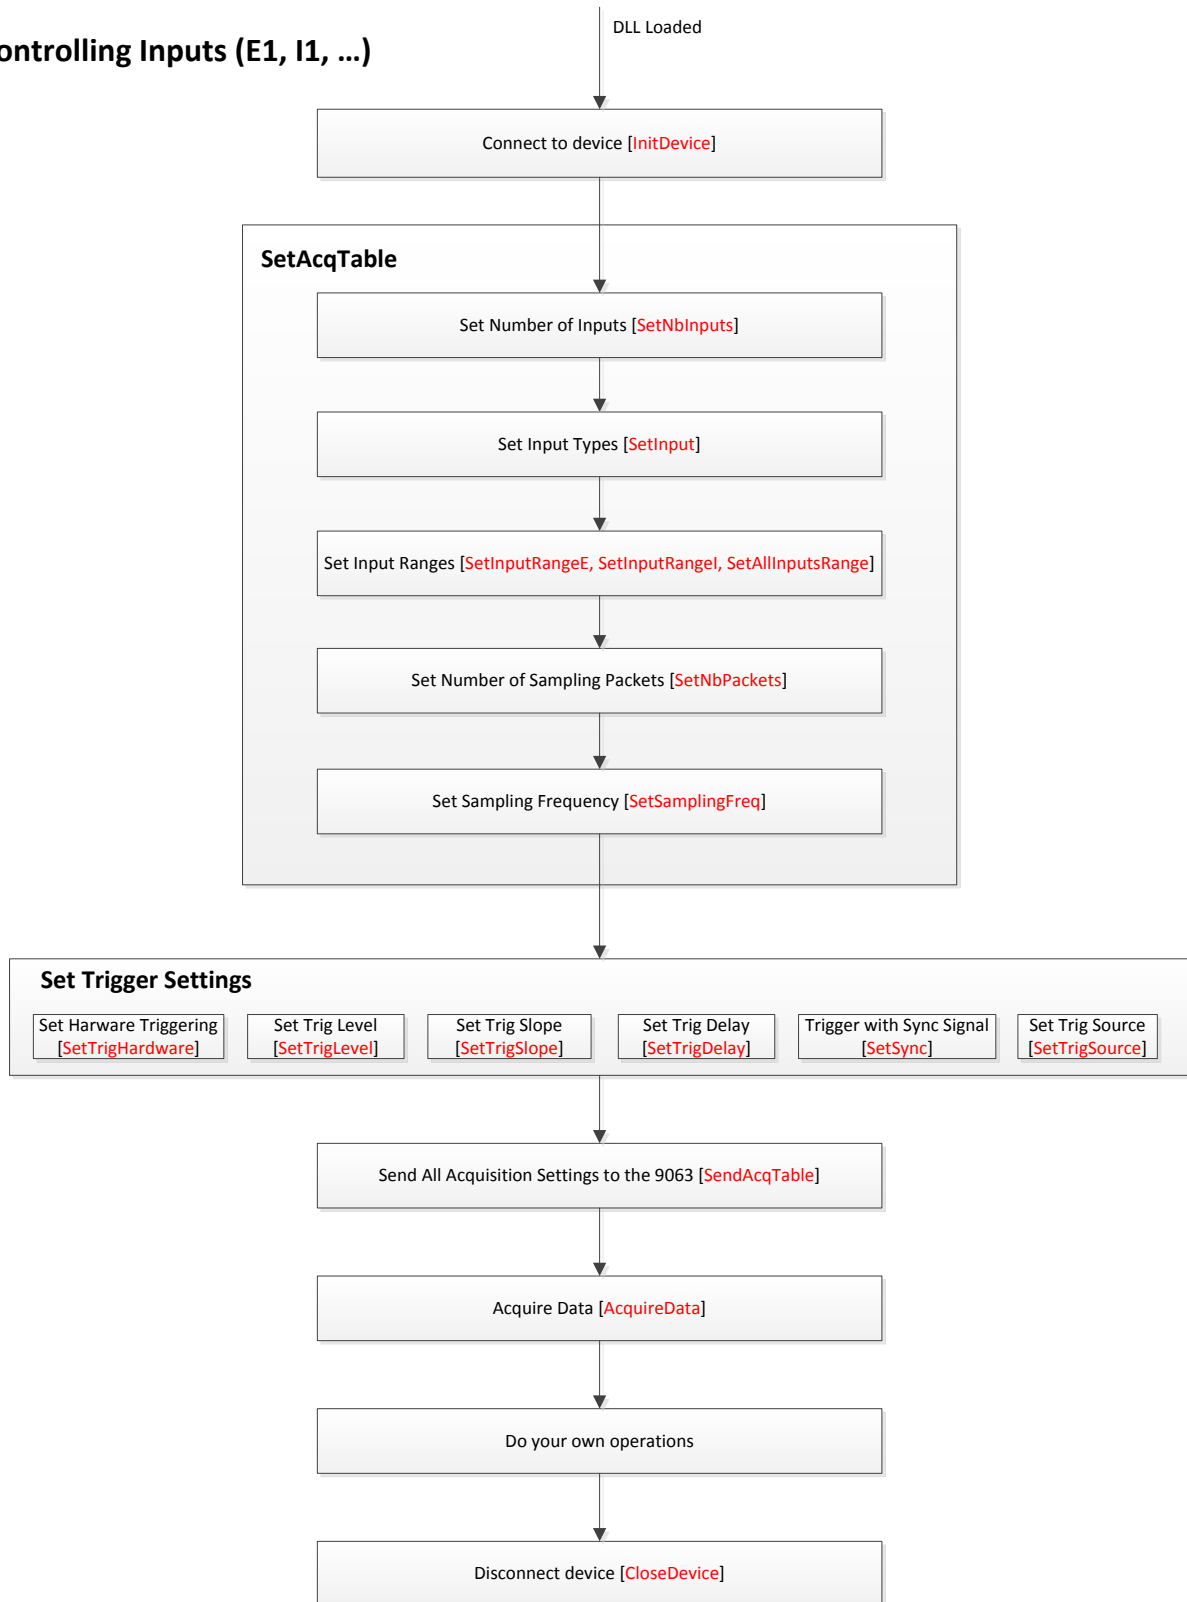 ontrolling Inputs (E1, I1, …)
DLL Loaded
Connect to device [InitDevice]
SetAcqTable
Set Number of Inputs [SetNbInputs]
Set Input Types [SetInput]
Set Input Ranges [SetInputRangeE, SetInputRangeI, SetAllInputsRange]
Set Number of Sampling Packets [SetNbPackets]
Set Sampling Frequency [SetSamplingFreq]
Set Trigger Settings
Set Harware Triggering
[SetTrigHardware]
Set Trig Level
[SetTrigLevel]
Set Trig Slope
[SetTrigSlope]
Set Trig Delay
[SetTrigDelay]
Trigger with Sync Signal
[SetSync]
Set Trig Source
[SetTrigSource]
Send All Acquisition Settings to the 9063 [SendAcqTable]
Acquire Data [AcquireData]
Do your own operations
Disconnect device [CloseDevice]